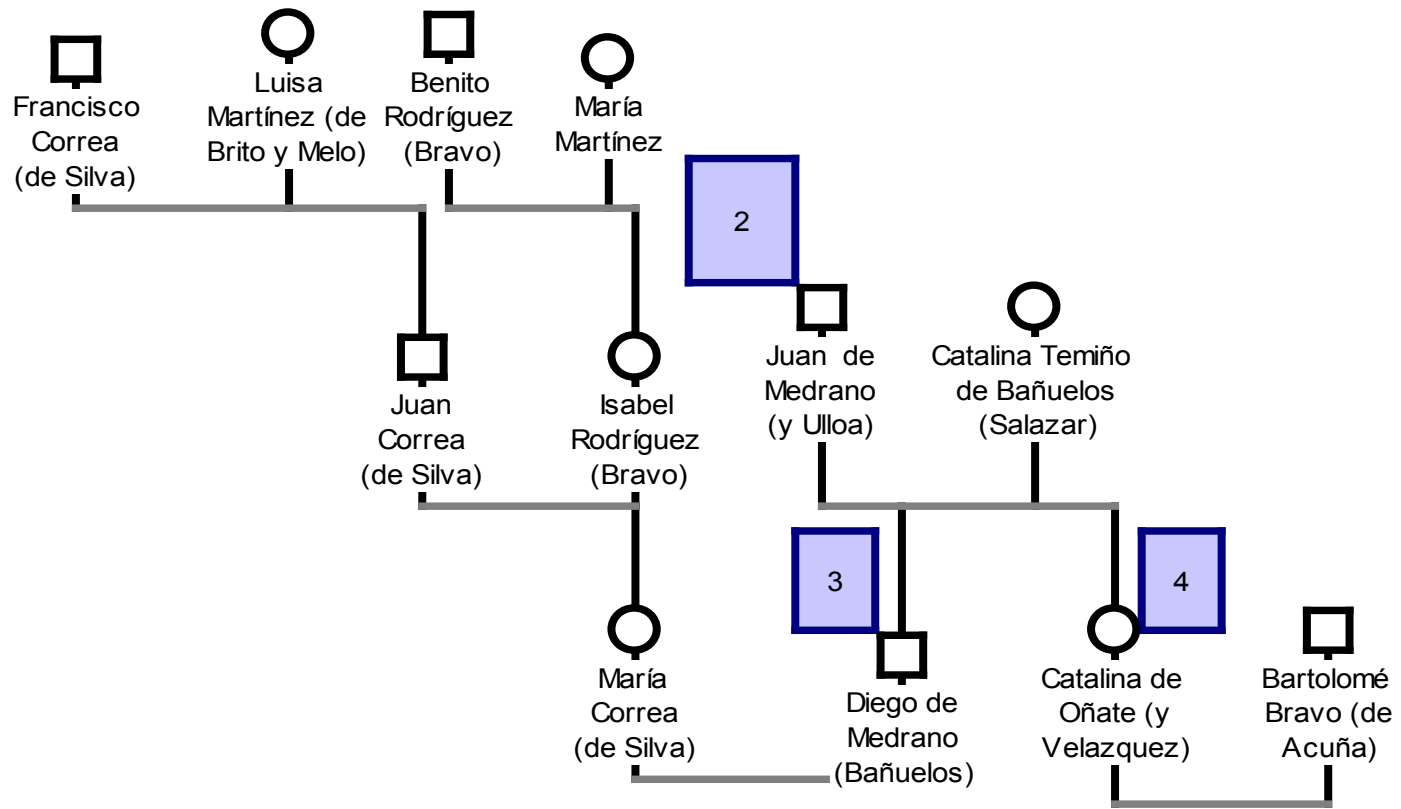 Francisco
Correa
(de Silva)
Luisa
Martínez (de
Brito y Melo)
Benito
Rodríguez
(Bravo)
María
Martínez
2
Juan de
Medrano
(y Ulloa)
Catalina Temiño
de Bañuelos
(Salazar)
Juan
Correa
(de Silva)
Isabel
Rodríguez
(Bravo)
3
4
María
Correa
(de Silva)
Diego de
Medrano
(Bañuelos)
Catalina de
Oñate (y
Velazquez)
Bartolomé
Bravo (de
Acuña)